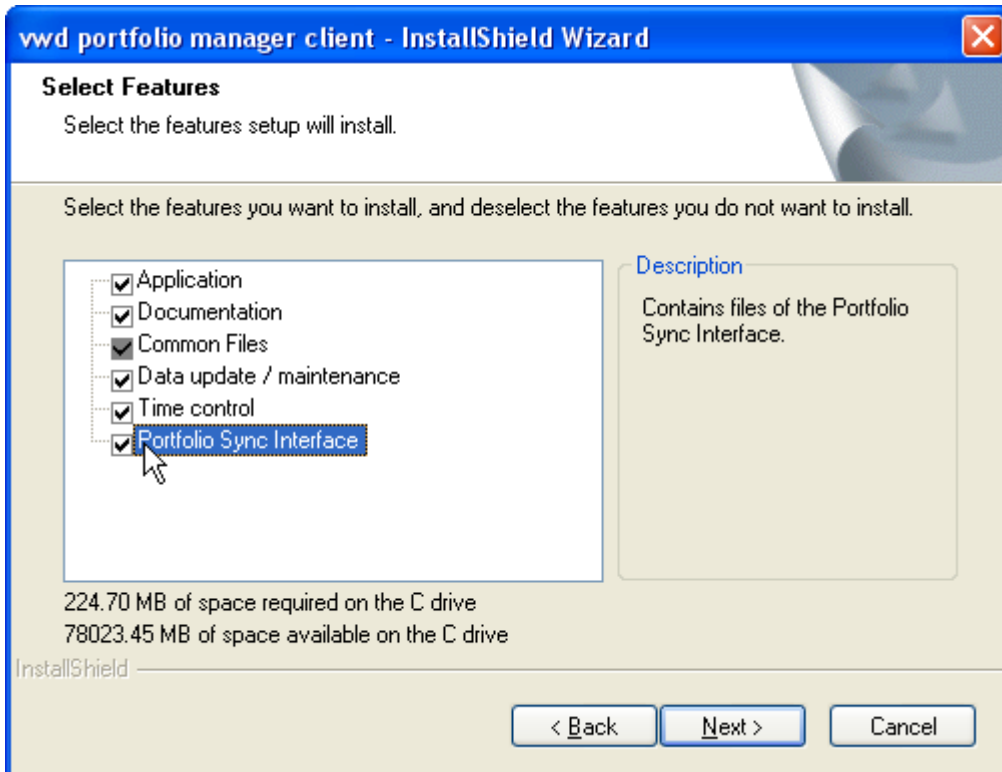 vwd portfolio manager client - InstallShield Wizard
Select Features
Select the features setup will install.
Select the features you want to install, and deselect the features you do not want to install.
Application
Documentation
Common Files
Data update / maintenance
Time control
Portfolio Sync Interface
Description
Contains files of the Portfolio
Sync Interface.
224.70 MB of space required on the C drive
78023.45 MB of space available on the C drive
InstallShield
< Back
Next >
Cancel